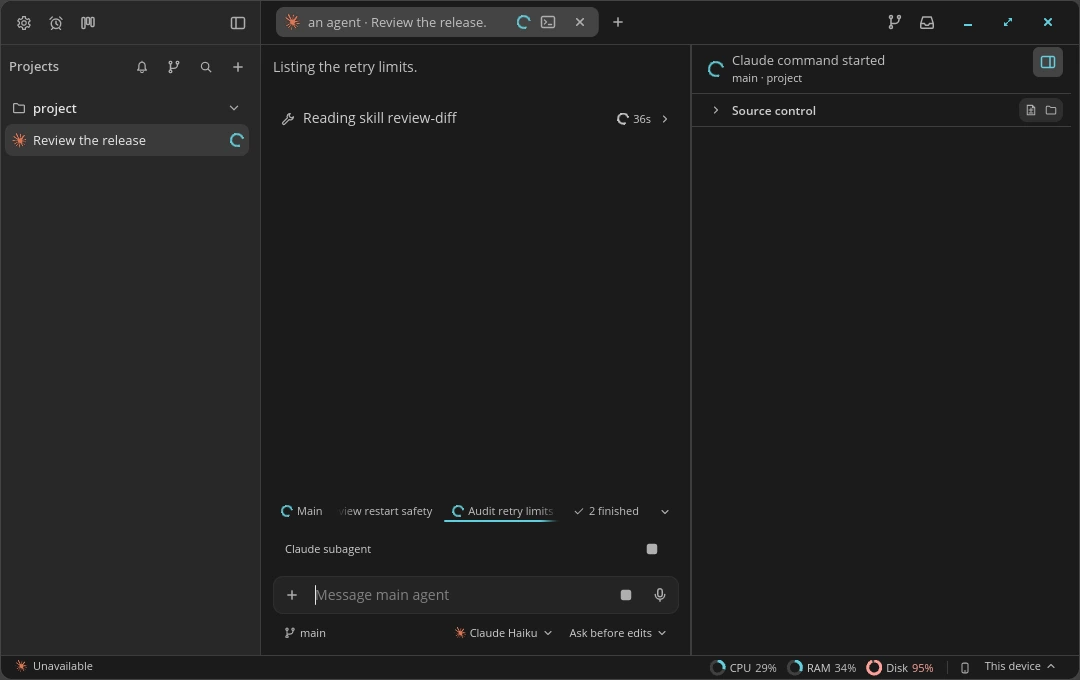 an agent · Review the release.
Projects
project
Review the release
Listing the retry limits.
Reading skill review-diff
36s
Main
iew restart safety
Audit retry limits
2 finished
Claude subagent
Message main agent
main
Claude Haiku
Ask before edits
Claude command started
main · project
Source control
Unavailable
CPU 29%
RAM 34%
Disk 95%
This device